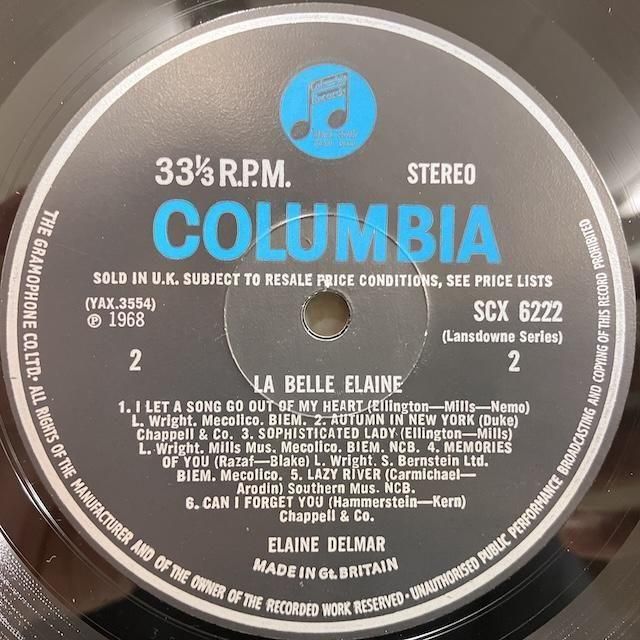 Columbia
Records
33⅓ R.P.M.
STEREO
COLUMBIA
SOLD IN U.K. SUBJECT TO RESALE PRICE CONDITIONS, SEE PRICE LISTS
(YAX.3554)
℗ 1968
SCX 6222
(Lansdowne Series)
2
2
LA BELLE ELAINE
1. I LET A SONG GO OUT OF MY HEART (Ellington—Mills—Nemo)
L. Wright. Mecolico. BIEM. 2. AUTUMN IN NEW YORK (Duke)
Chappell & Co. 3. SOPHISTICATED LADY (Ellington—Mills)
L. Wright. Mills Mus. Mecolico. BIEM. NCB. 4. MEMORIES
OF YOU (Razaf—Blake) L. Wright. S. Bernstein Ltd.
BIEM. Mecolico. 5. LAZY RIVER (Carmichael—
Arodin) Southern Mus. NCB.
6. CAN I FORGET YOU (Hammerstein—Kern)
Chappell & Co.
ELAINE DELMAR
MADE IN Gt. BRITAIN
THE GRAMOPHONE CO. LTD. · ALL RIGHTS OF THE MANUFACTURER AND OF THE OWNER OF THE RECORDED WORK RESERVED · UNAUTHORISED PUBLIC PERFORMANCE BROADCASTING AND COPYING OF THIS RECORD PROHIBITED